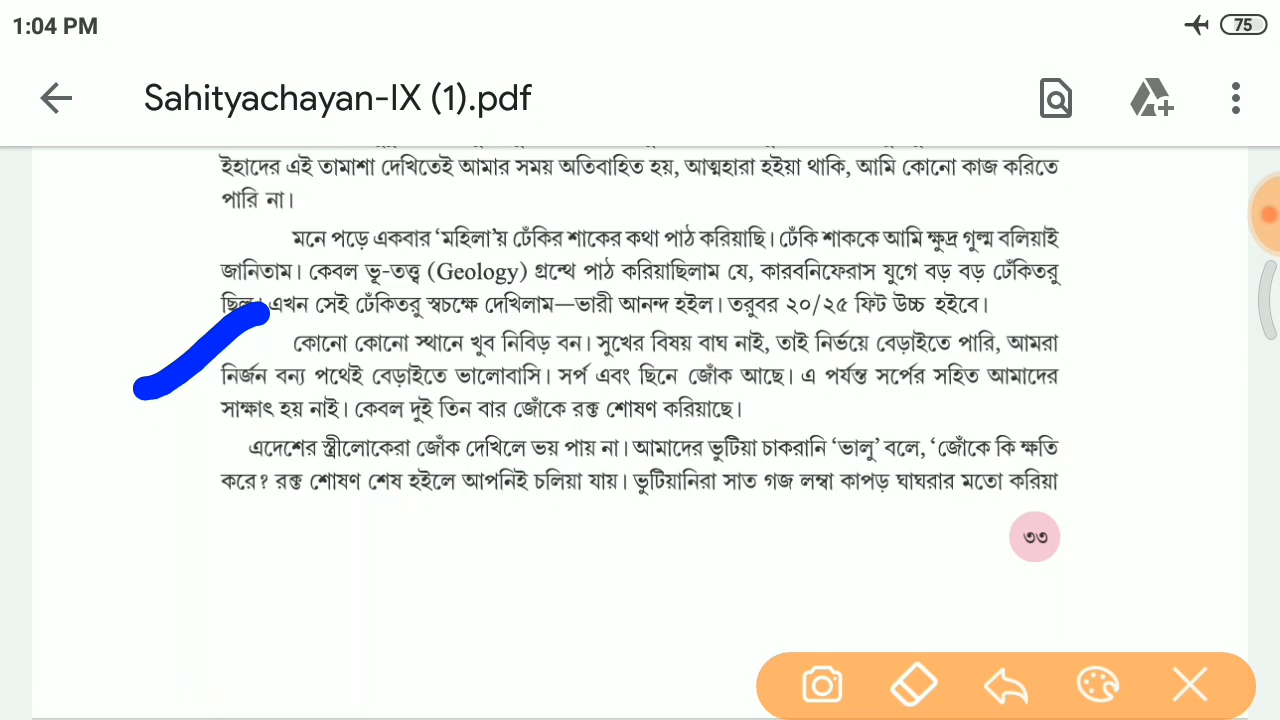 1:04 PM
75
Sahityachayan-IX (1).pdf
ইহাদের এই তামাশা দেখিতেই আমার সময় অতিবাহিত হয়, আত্মহারা হইয়া থাকি, আমি কোনো কাজ করিতে
পারি না।
মনে পড়ে একবার ‘মহিলা’য় ঢেঁকির শাকের কথা পাঠ করিয়াছি। ঢেঁকি শাককে আমি ক্ষুদ্র গুল্ম বলিয়াই
জানিতাম। কেবল ভূ-তত্ত্ব (Geology) গ্রন্থে পাঠ করিয়াছিলাম যে, কারবনিফেরাস যুগে বড় বড় ঢেঁকিতরু
ছিল। এখন সেই ঢেঁকিতরু স্বচক্ষে দেখিলাম—ভারী আনন্দ হইল। তরুবর ২০/২৫ ফিট উচ্চ হইবে।
কোনো কোনো স্থানে খুব নিবিড় বন। সুখের বিষয় বাঘ নাই, তাই নির্ভয়ে বেড়াইতে পারি, আমরা
নির্জন বন্য পথেই বেড়াইতে ভালোবাসি। সর্প এবং ছিনে জোঁক আছে। এ পর্যন্ত সর্পের সহিত আমাদের
সাক্ষাৎ হয় নাই। কেবল দুই তিন বার জোঁকে রক্ত শোষণ করিয়াছে।
এদেশের স্ত্রীলোকেরা জোঁক দেখিলে ভয় পায় না। আমাদের ভুটিয়া চাকরানি ‘ভালু’ বলে, ‘জোঁকে কি ক্ষতি
করে? রক্ত শোষণ শেষ হইলে আপনিই চলিয়া যায়। ভুটিয়ানিরা সাত গজ লম্বা কাপড় ঘাঘরার মতো করিয়া
৩৩